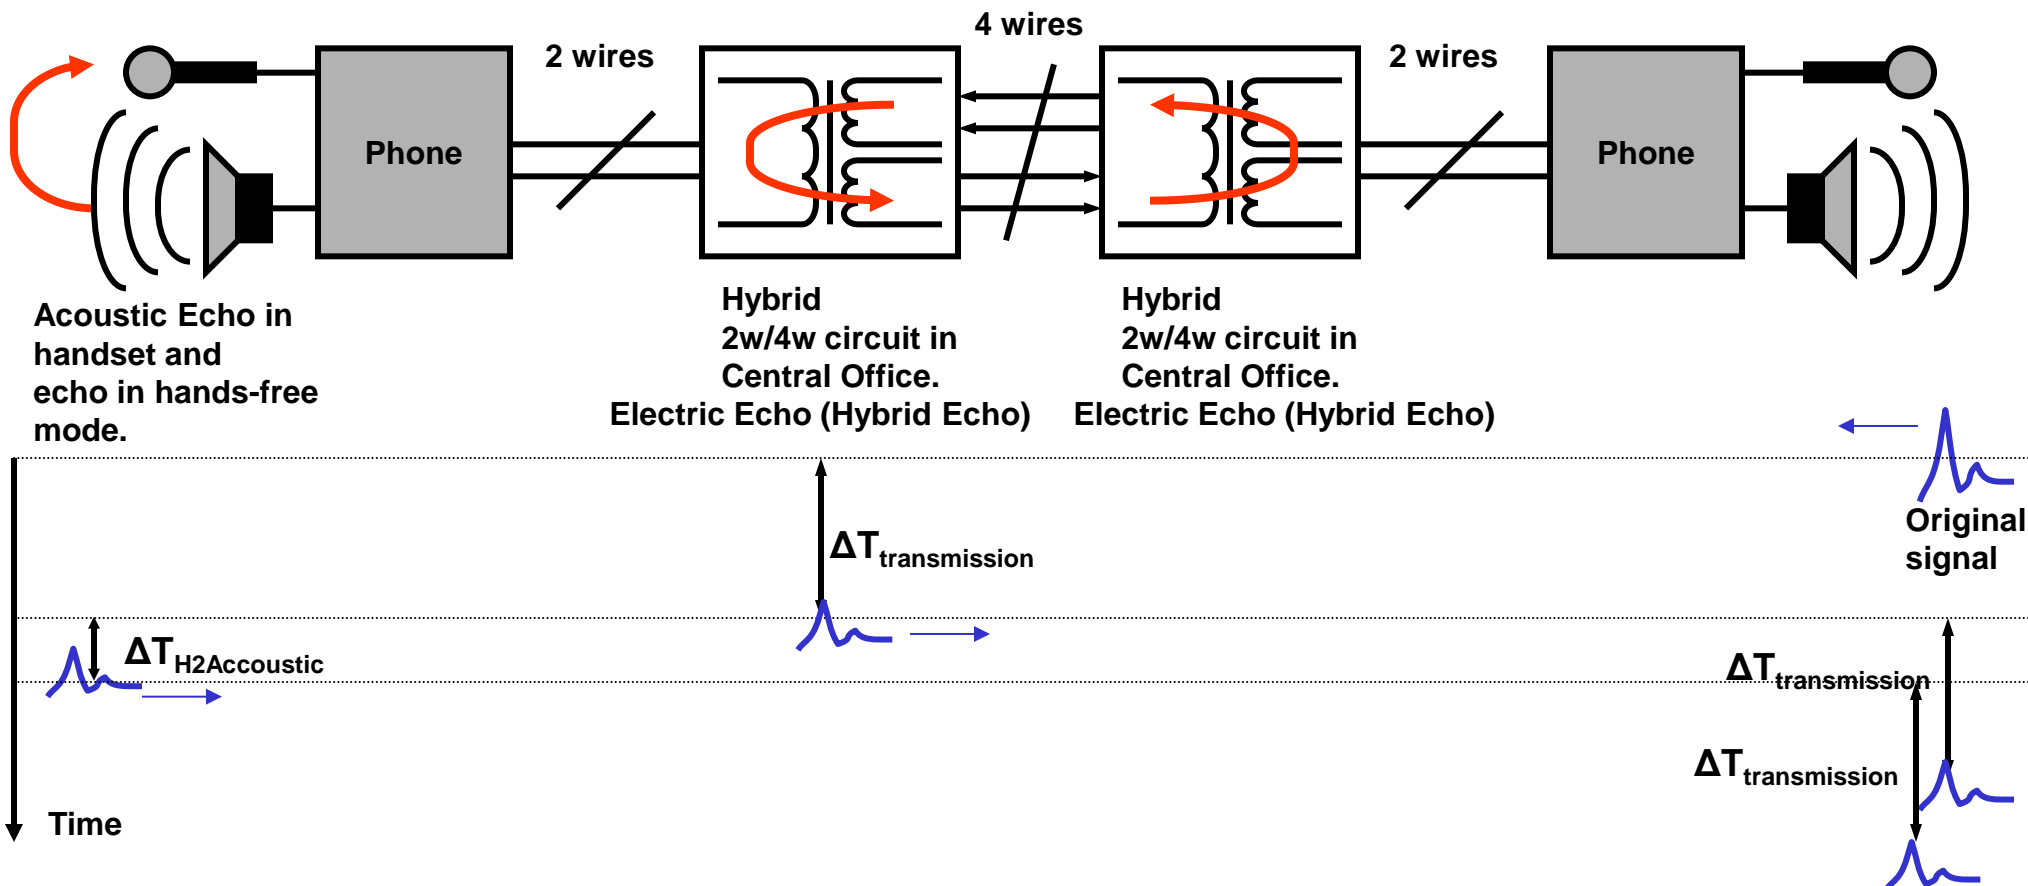 4 wires
2 wires
2 wires
Phone
Phone
Acoustic Echo in
handset and
echo in hands-free
mode.
Hybrid
2w/4w circuit in
Central Office.
Electric Echo (Hybrid Echo)
Hybrid
2w/4w circuit in
Central Office.
Electric Echo (Hybrid Echo)
Original
signal
ΔTtransmission
ΔTH2Accoustic
ΔTtransmission
ΔTtransmission
Time